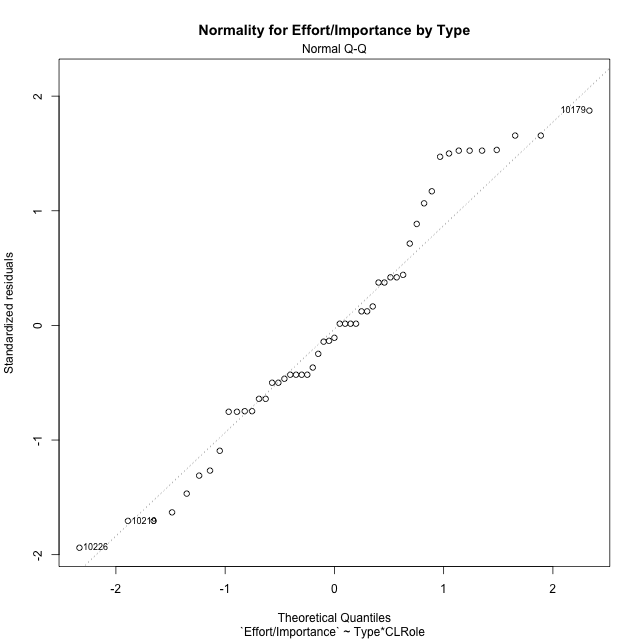 Normality for Effort/Importance by Type
Normal Q-Q
Standardized residuals
2
1
0
-1
-2
10179
10219
10226
-2 -1 0 1 2
Theoretical Quantiles
`Effort/Importance` ~ Type*CLRole